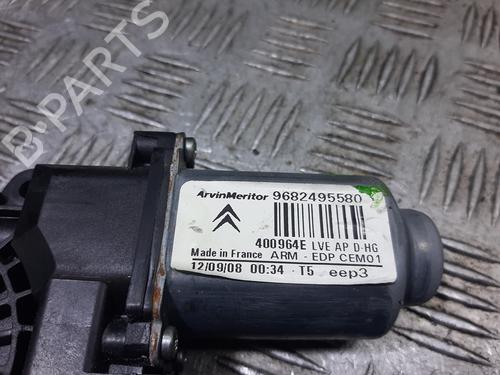 B-PARTS
ArvinMeritor 9682495580
400964E LVE AP D-HG
Made in France ARM - EDP CEM01
12/09/08 00:34 - T5 eep3